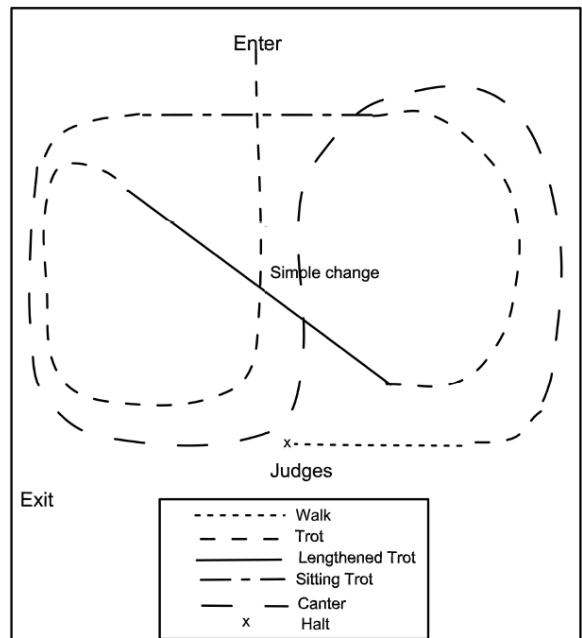 Enter
Simple change
x
Judges
Exit
Walk
Trot
Lengthened Trot
Sitting Trot
Canter
x Halt